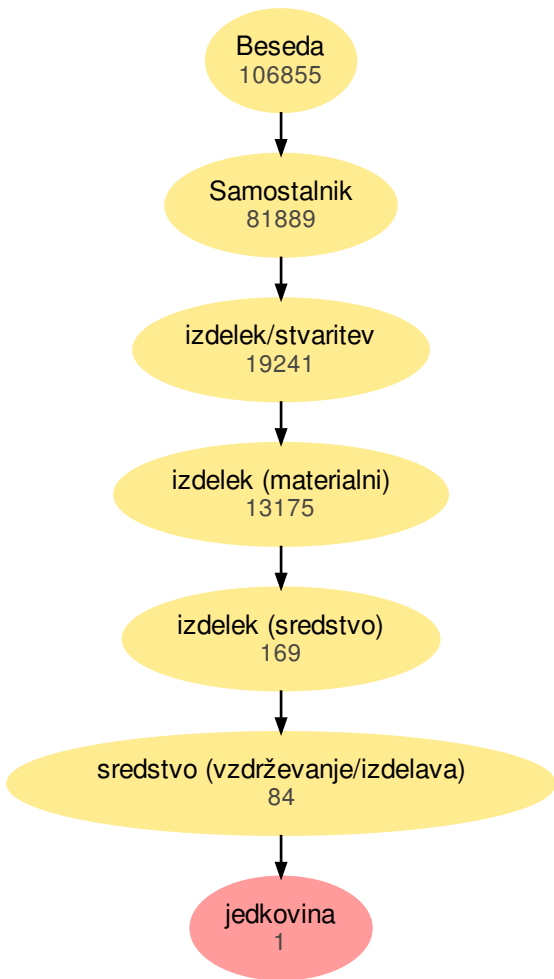 Beseda
106855
Samostalnik
81889
izdelek/stvaritev
19241
izdelek (materialni)
13175
izdelek (sredstvo)
169
sredstvo (vzdrževanje/izdelava)
84
jedkovina
1